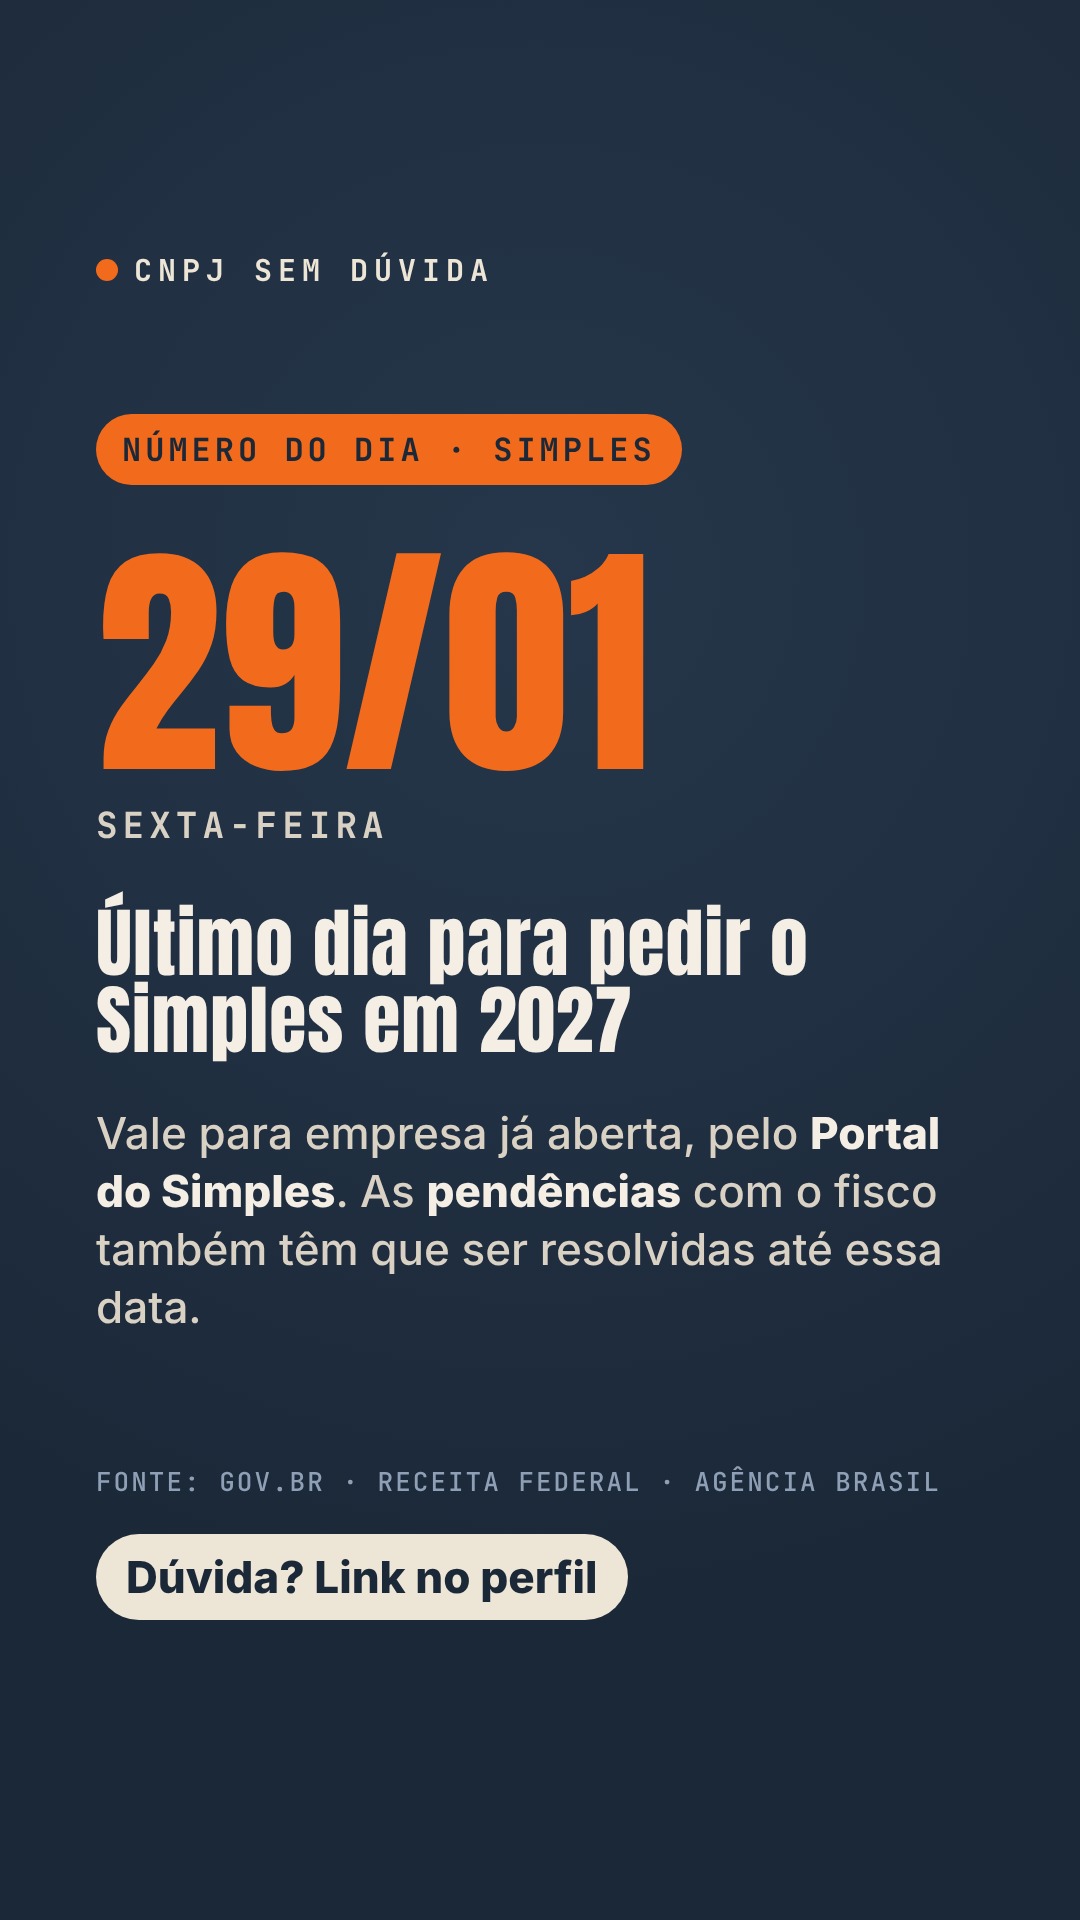 CNPJ SEM DÚVIDA
NÚMERO DO DIA · SIMPLES
29/01
SEXTA-FEIRA
Último dia para pedir o
Simples em 2027
Vale para empresa já aberta, pelo Portal
do Simples. As pendências com o fisco
também têm que ser resolvidas até essa
data.
FONTE: GOV.BR · RECEITA FEDERAL · AGÊNCIA BRASIL
Dúvida? Link no perfil